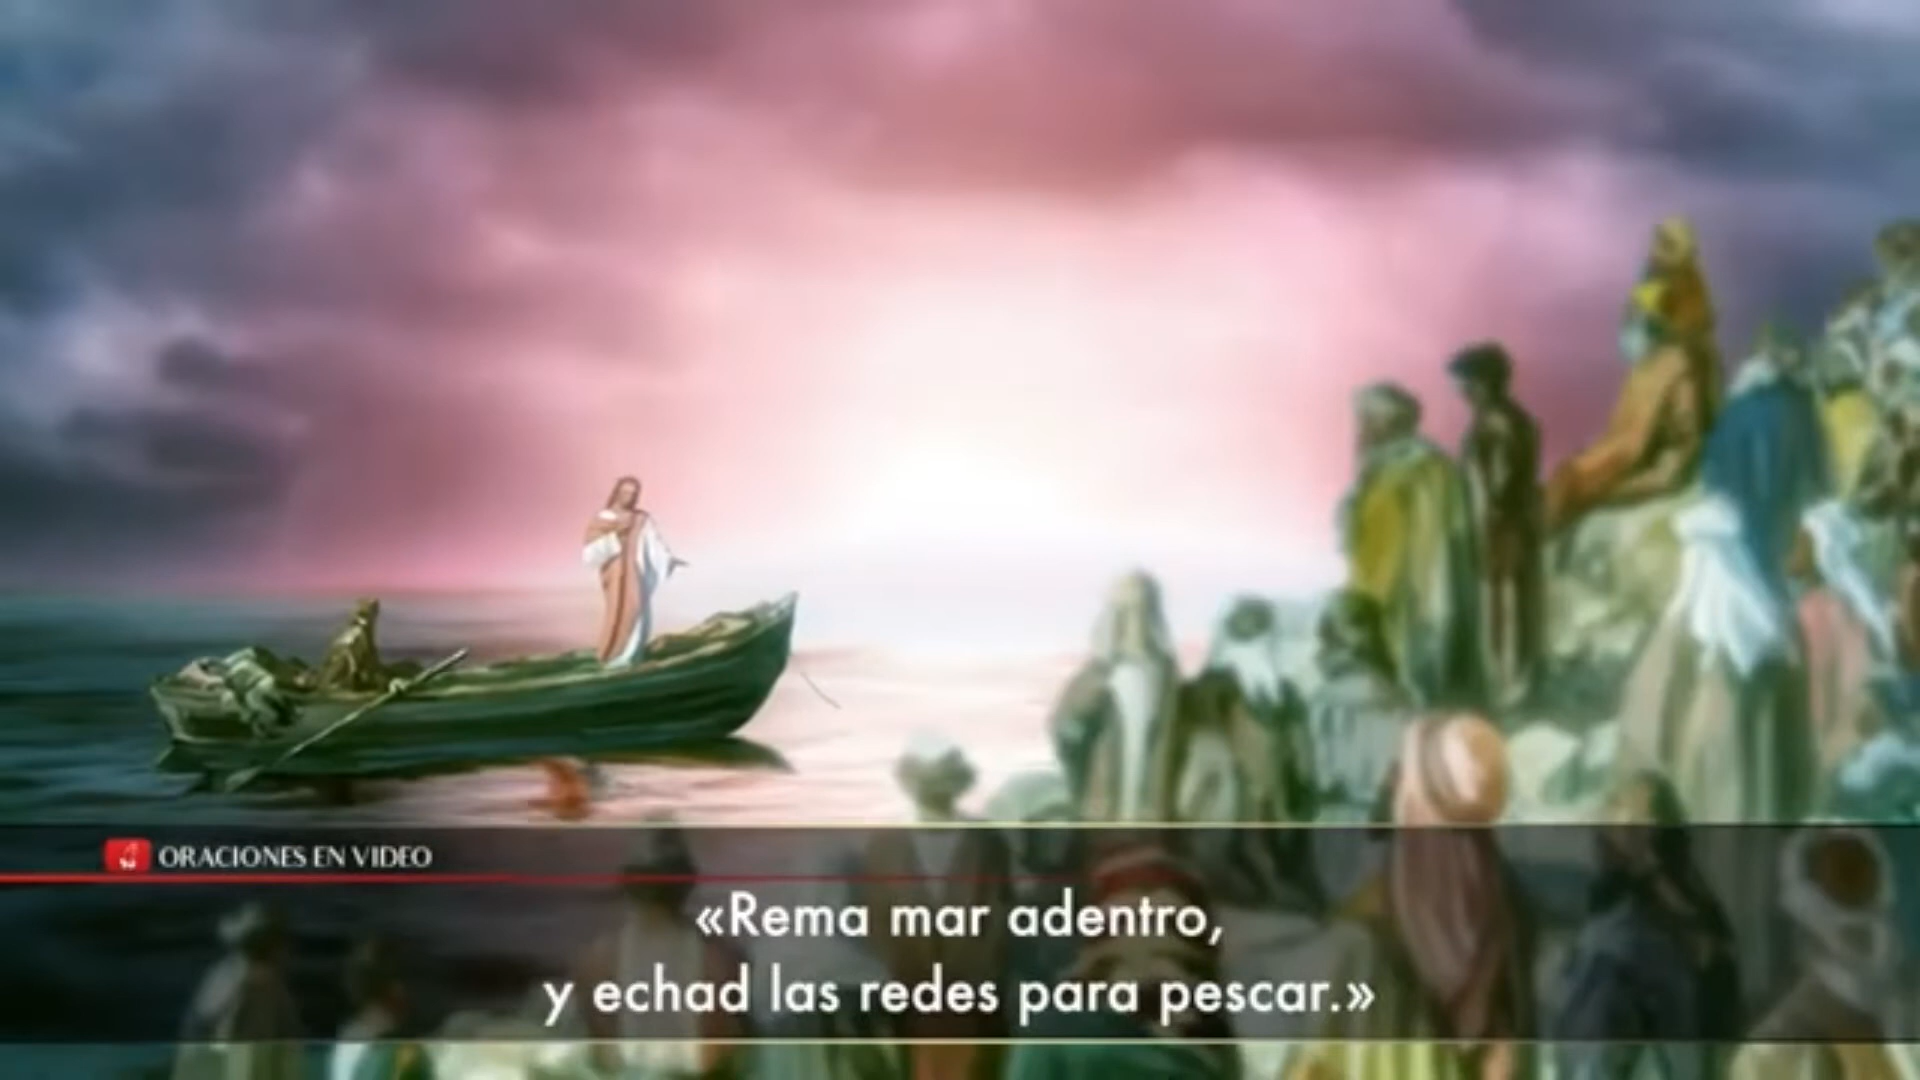 ORACIONES EN VIDEO
«Rema mar adentro,
y echad las redes para pescar.»